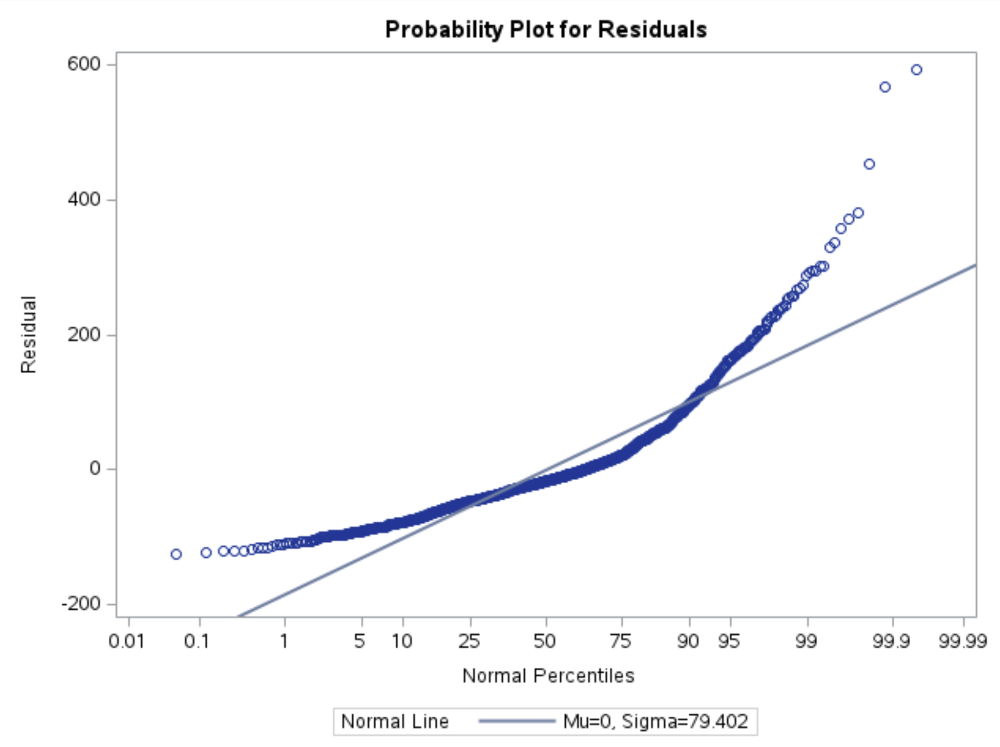 Probability Plot for Residuals
600
400
200
0
-200
Residual
0.01 0.1 1 5 10 25 50 75 90 95 99 99.9 99.99
Normal Percentiles
Normal Line Mu=0, Sigma=79.402